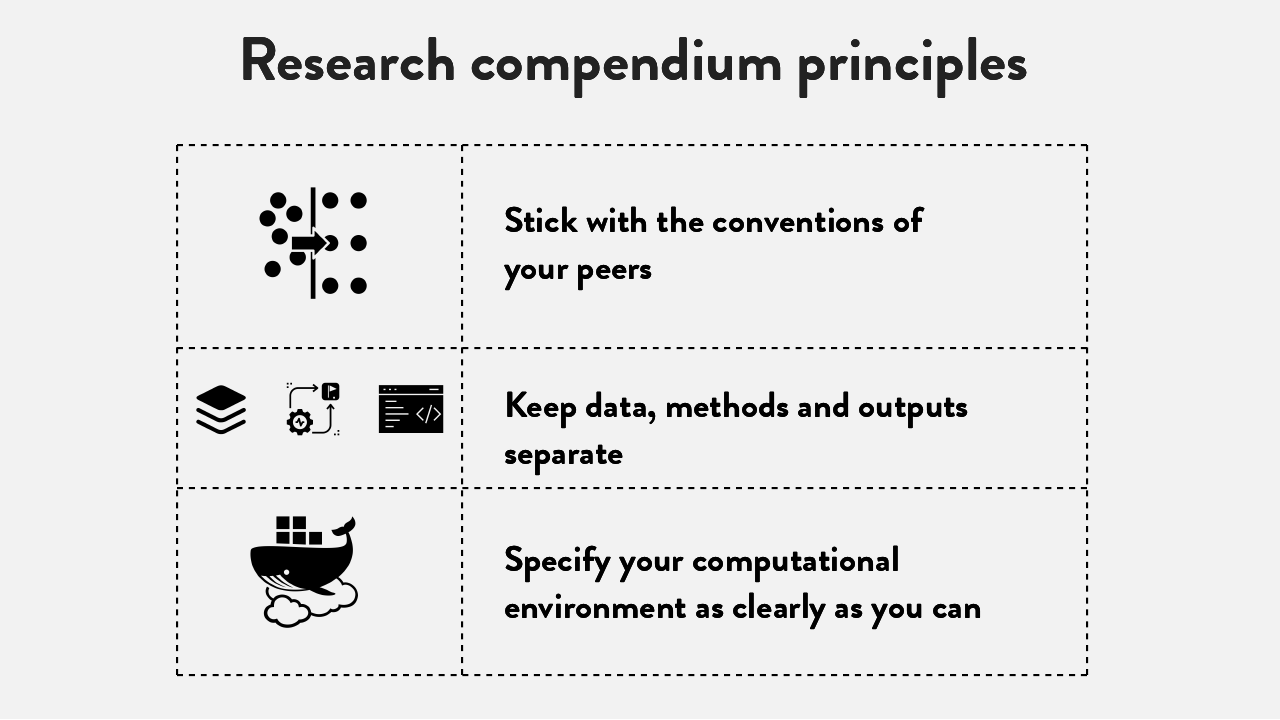 Research compendium principles
Stick with the conventions of
your peers
Keep data, methods and outputs
separate
Specify your computational
environment as clearly as you can